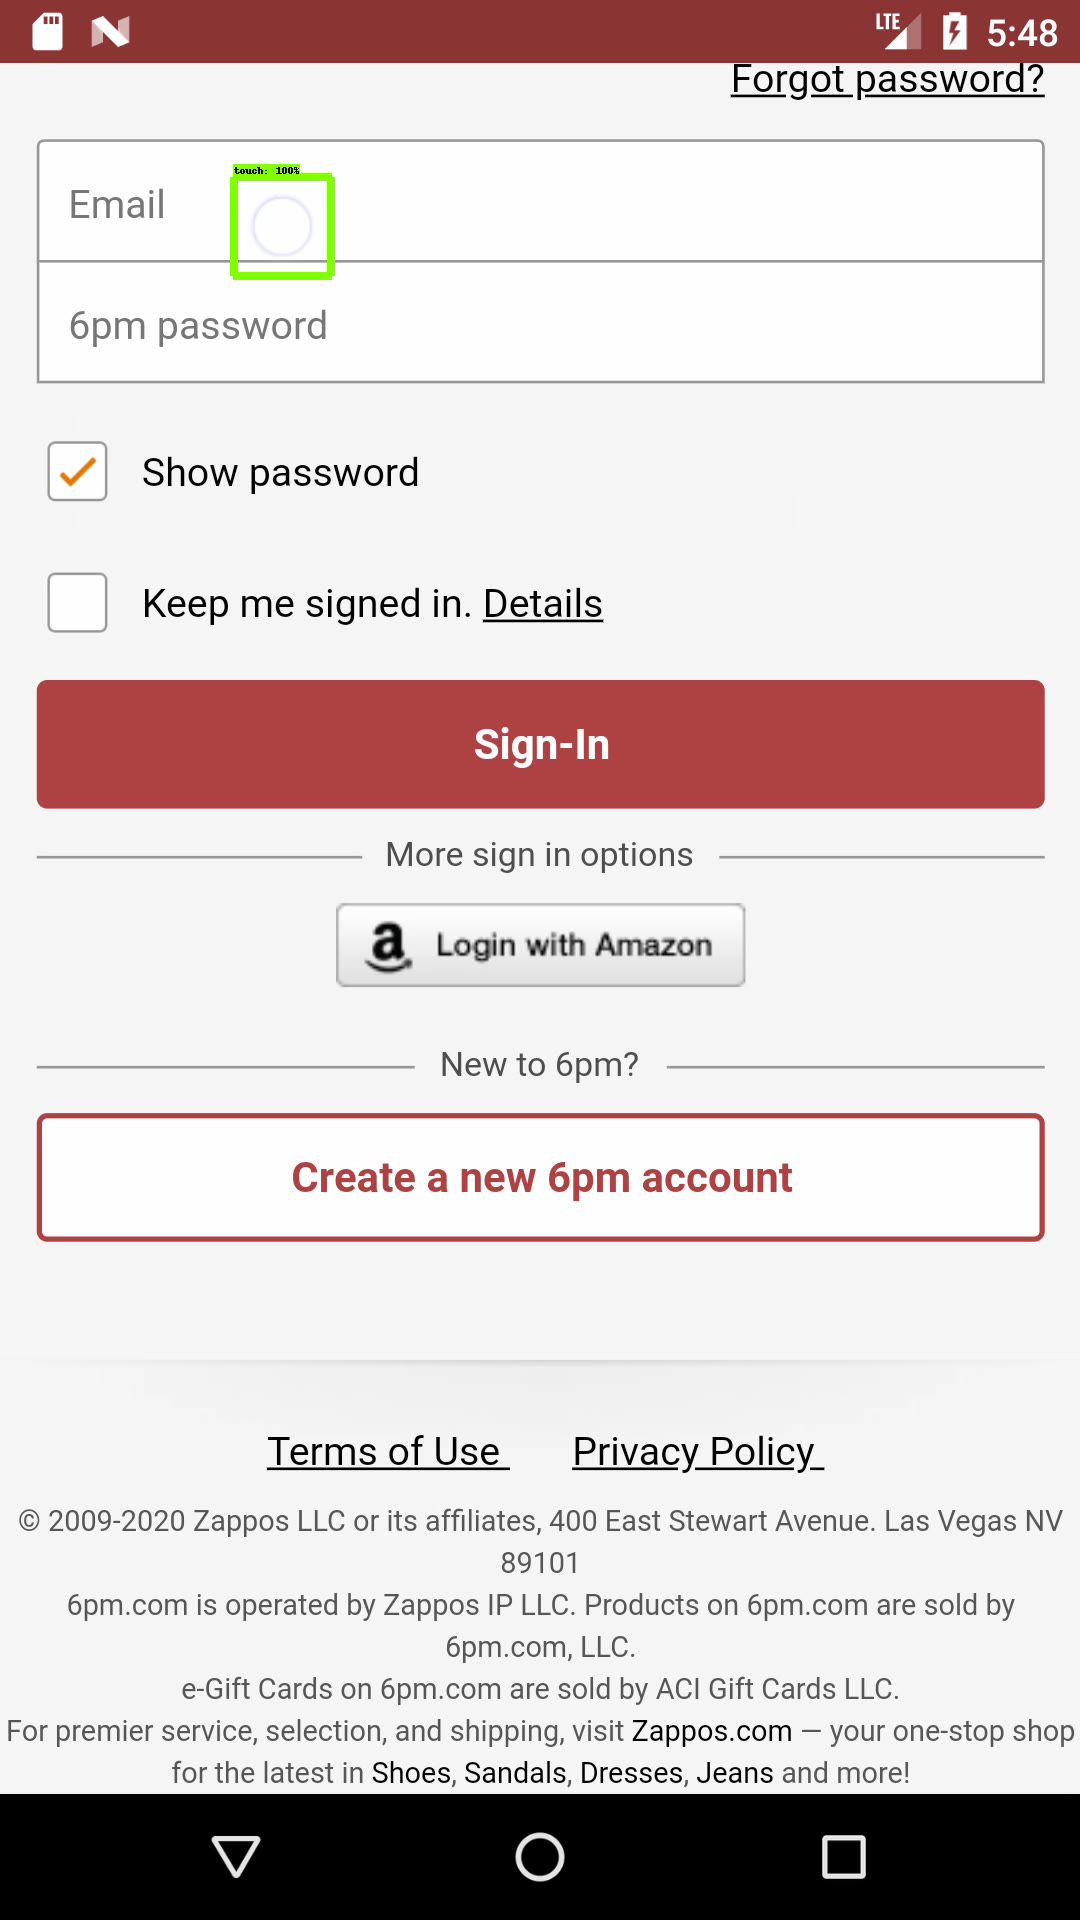 LTE 5:48
Forgot password?
touch: 100%
Email
6pm password
Show password
Keep me signed in. Details
Sign-In
More sign in options
a Login with Amazon
New to 6pm?
Create a new 6pm account
Terms of Use Privacy Policy
© 2009-2020 Zappos LLC or its affiliates, 400 East Stewart Avenue. Las Vegas NV
89101
6pm.com is operated by Zappos IP LLC. Products on 6pm.com are sold by
6pm.com, LLC.
e-Gift Cards on 6pm.com are sold by ACI Gift Cards LLC.
For premier service, selection, and shipping, visit Zappos.com — your one-stop shop
for the latest in Shoes, Sandals, Dresses, Jeans and more!